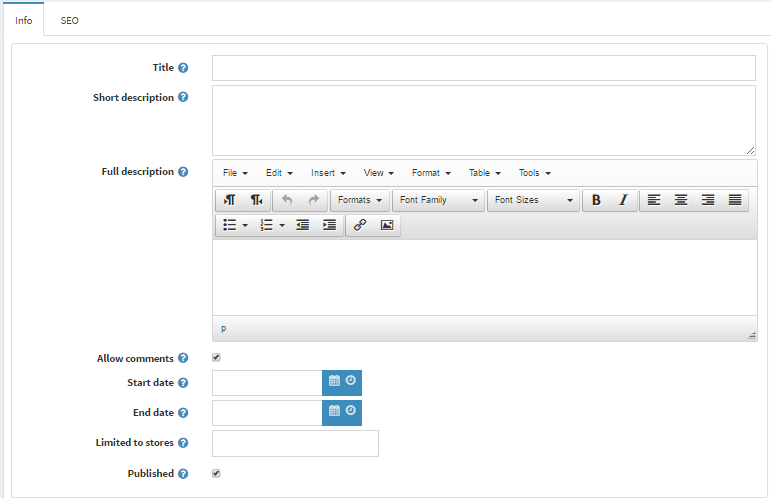 Info SEO
Title ?
Short description ?
Full description ?
File Edit Insert View Format Table Tools
Formats Font Family Font Sizes B I
p
Allow comments ?
Start date ?
End date ?
Limited to stores ?
Published ?